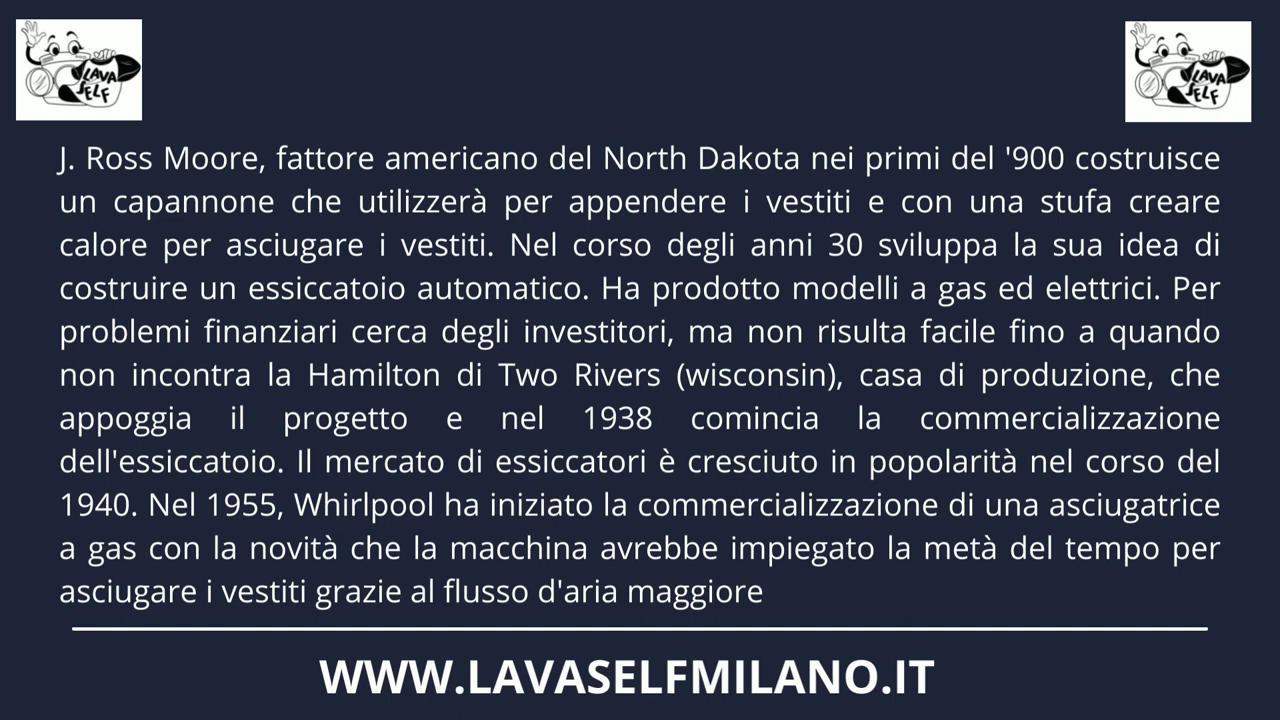 LAVA
SELF
LAVA
SELF
J. Ross Moore, fattore americano del North Dakota nei primi del '900 costruisce
un capannone che utilizzerà per appendere i vestiti e con una stufa creare
calore per asciugare i vestiti. Nel corso degli anni 30 sviluppa la sua idea di
costruire un essiccatoio automatico. Ha prodotto modelli a gas ed elettrici. Per
problemi finanziari cerca degli investitori, ma non risulta facile fino a quando
non incontra la Hamilton di Two Rivers (wisconsin), casa di produzione, che
appoggia il progetto e nel 1938 comincia la commercializzazione
dell'essiccatoio. Il mercato di essiccatori è cresciuto in popolarità nel corso del
1940. Nel 1955, Whirlpool ha iniziato la commercializzazione di una asciugatrice
a gas con la novità che la macchina avrebbe impiegato la metà del tempo per
asciugare i vestiti grazie al flusso d'aria maggiore
WWW.LAVASELFMILANO.IT